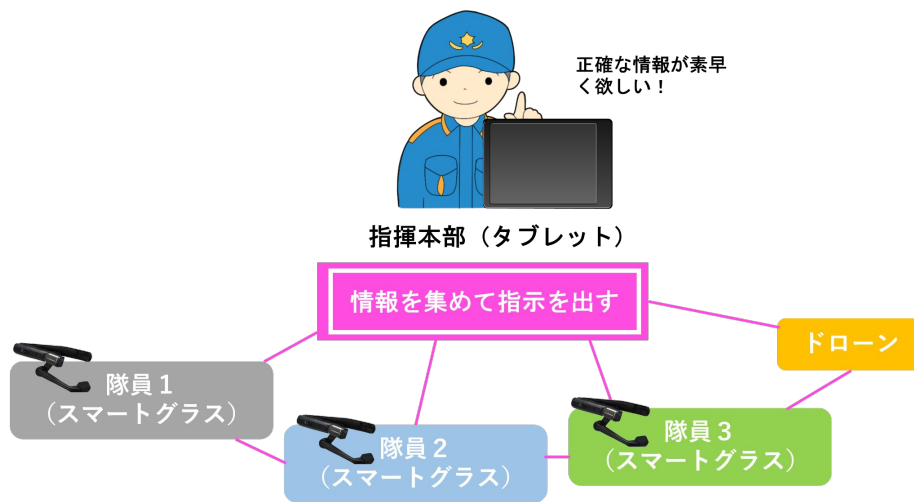 正確な情報が素早
く欲しい！
指揮本部（タブレット）
情報を集めて指示を出す
ドローン
隊員１
（スマートグラス）
隊員２
（スマートグラス）
隊員３
（スマートグラス）